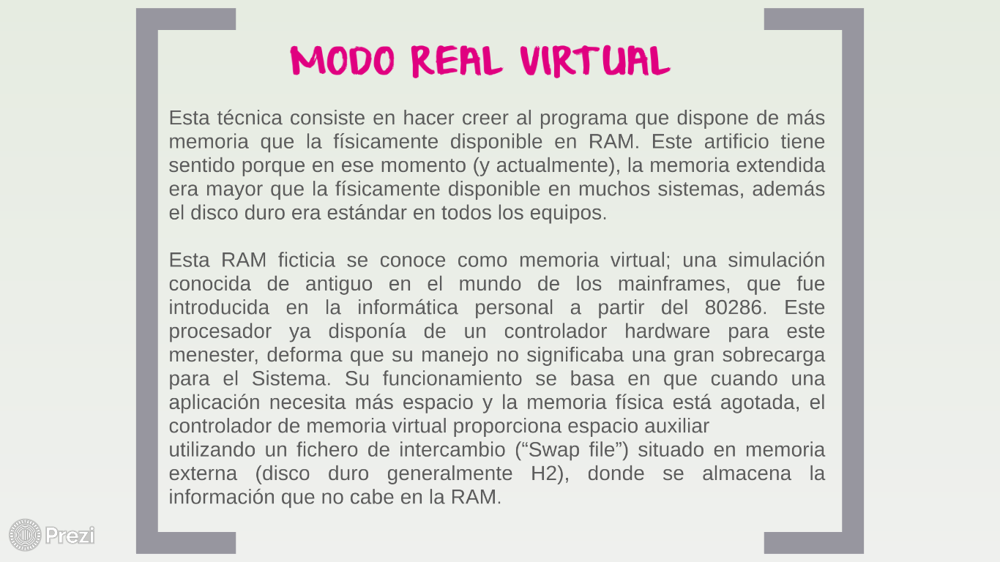 MODO REAL VIRTUAL
Esta técnica consiste en hacer creer al programa que dispone de más
memoria que la físicamente disponible en RAM. Este artificio tiene
sentido porque en ese momento (y actualmente), la memoria extendida
era mayor que la físicamente disponible en muchos sistemas, además
el disco duro era estándar en todos los equipos.
Esta RAM ficticia se conoce como memoria virtual; una simulación
conocida de antiguo en el mundo de los mainframes, que fue
introducida en la informática personal a partir del 80286. Este
procesador ya disponía de un controlador hardware para este
menester, deforma que su manejo no significaba una gran sobrecarga
para el Sistema. Su funcionamiento se basa en que cuando una
aplicación necesita más espacio y la memoria física está agotada, el
controlador de memoria virtual proporciona espacio auxiliar
utilizando un fichero de intercambio (“Swap file”) situado en memoria
externa (disco duro generalmente H2), donde se almacena la
información que no cabe en la RAM.
Prezi